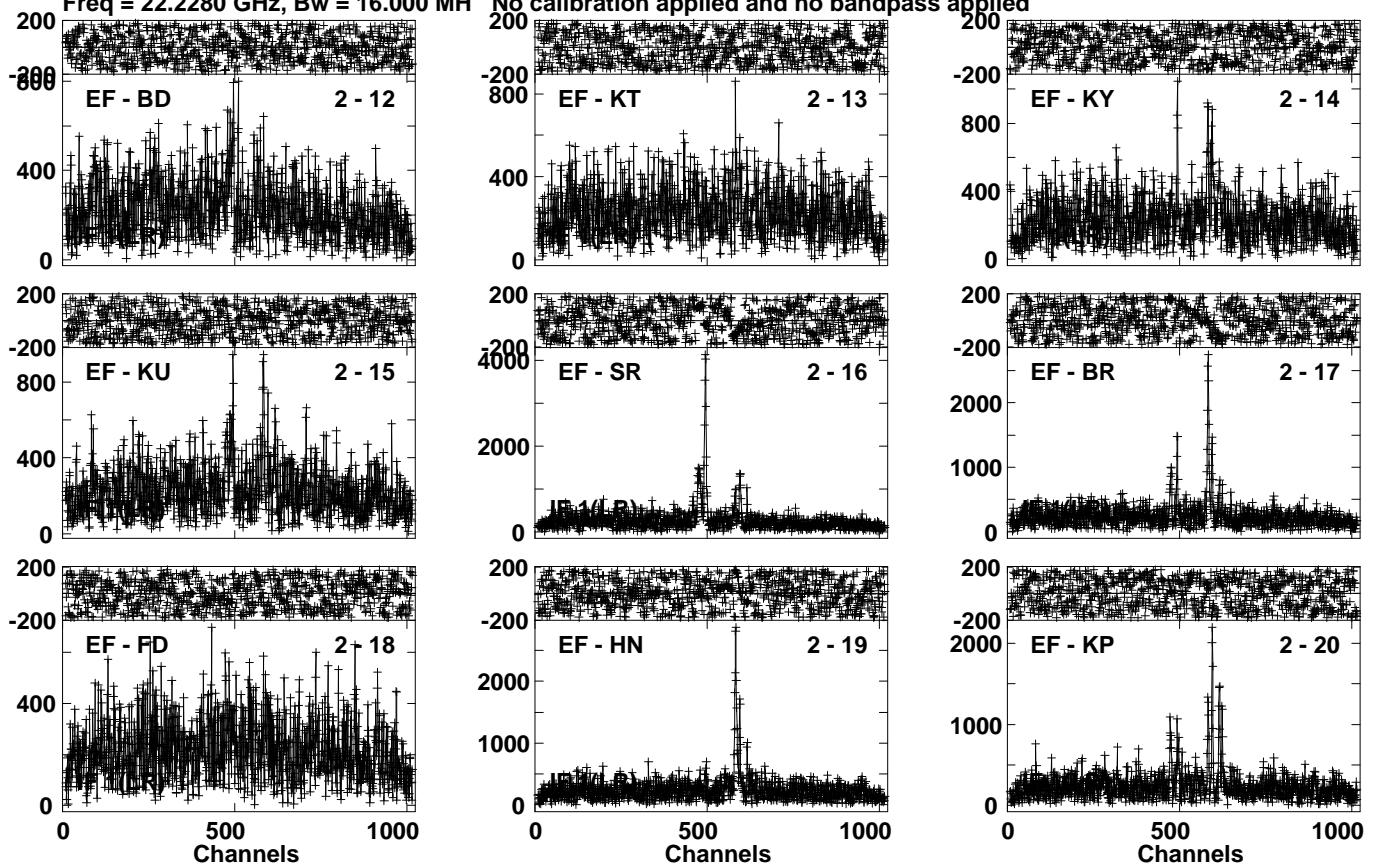 Freq = 22.2280 GHz, Bw = 16.000 MH No calibration applied and no bandpass applied
200 200 200
-200 -200 -200
800 EF - BD 2 - 12
800 EF - KT 2 - 13
EF - KY 2 - 14
800
400 400 400
0 0 0
200 200 200
-200 -200 -200
EF - KU 2 - 15
4000 EF - SR 2 - 16
EF - BR 2 - 17
800 2000
400 2000 1000
IF 1(LR)
0 0 0
200 200 200
-200 -200 -200
EF - FD 2 - 18
EF - HN 2 - 19
2000 EF - KP 2 - 20
400 2000
1000 1000
0 0 0
0 500 1000 0 500 1000 0 500 1000
Channels Channels Channels